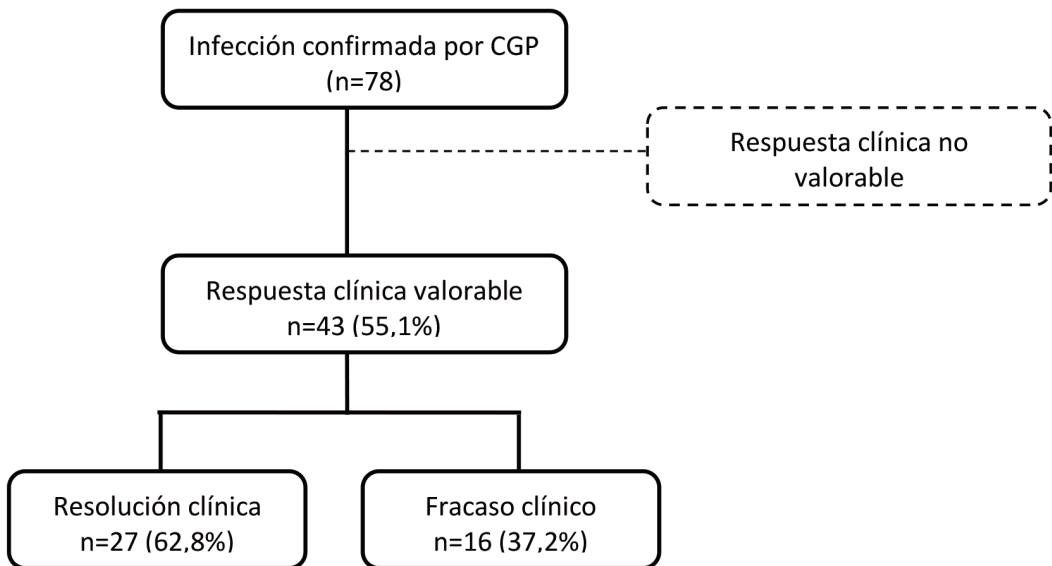 Infección confirmada por CGP
(n=78)
Respuesta clínica no
valorable
Respuesta clínica valorable
n=43 (55,1%)
Resolución clínica
n=27 (62,8%)
Fracaso clínico
n=16 (37,2%)